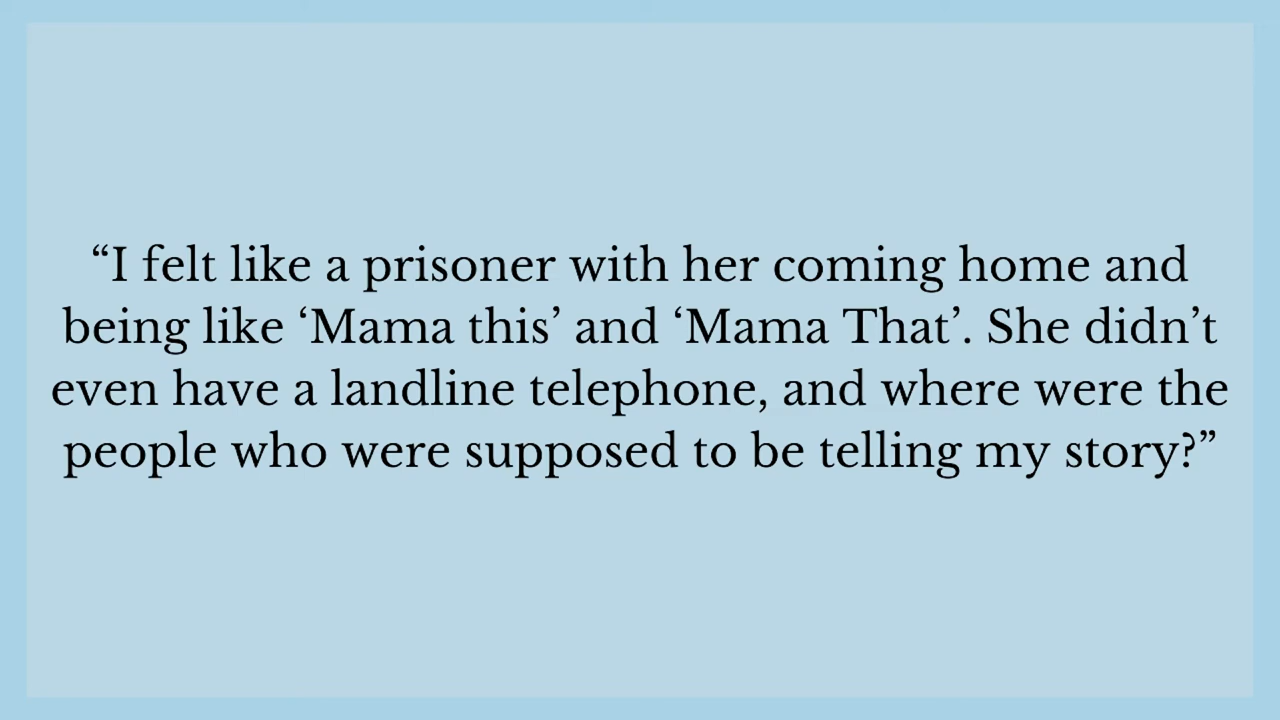 “I felt like a prisoner with her coming home and
being like ‘Mama this’ and ‘Mama That’. She didn’t
even have a landline telephone, and where were the
people who were supposed to be telling my story?”